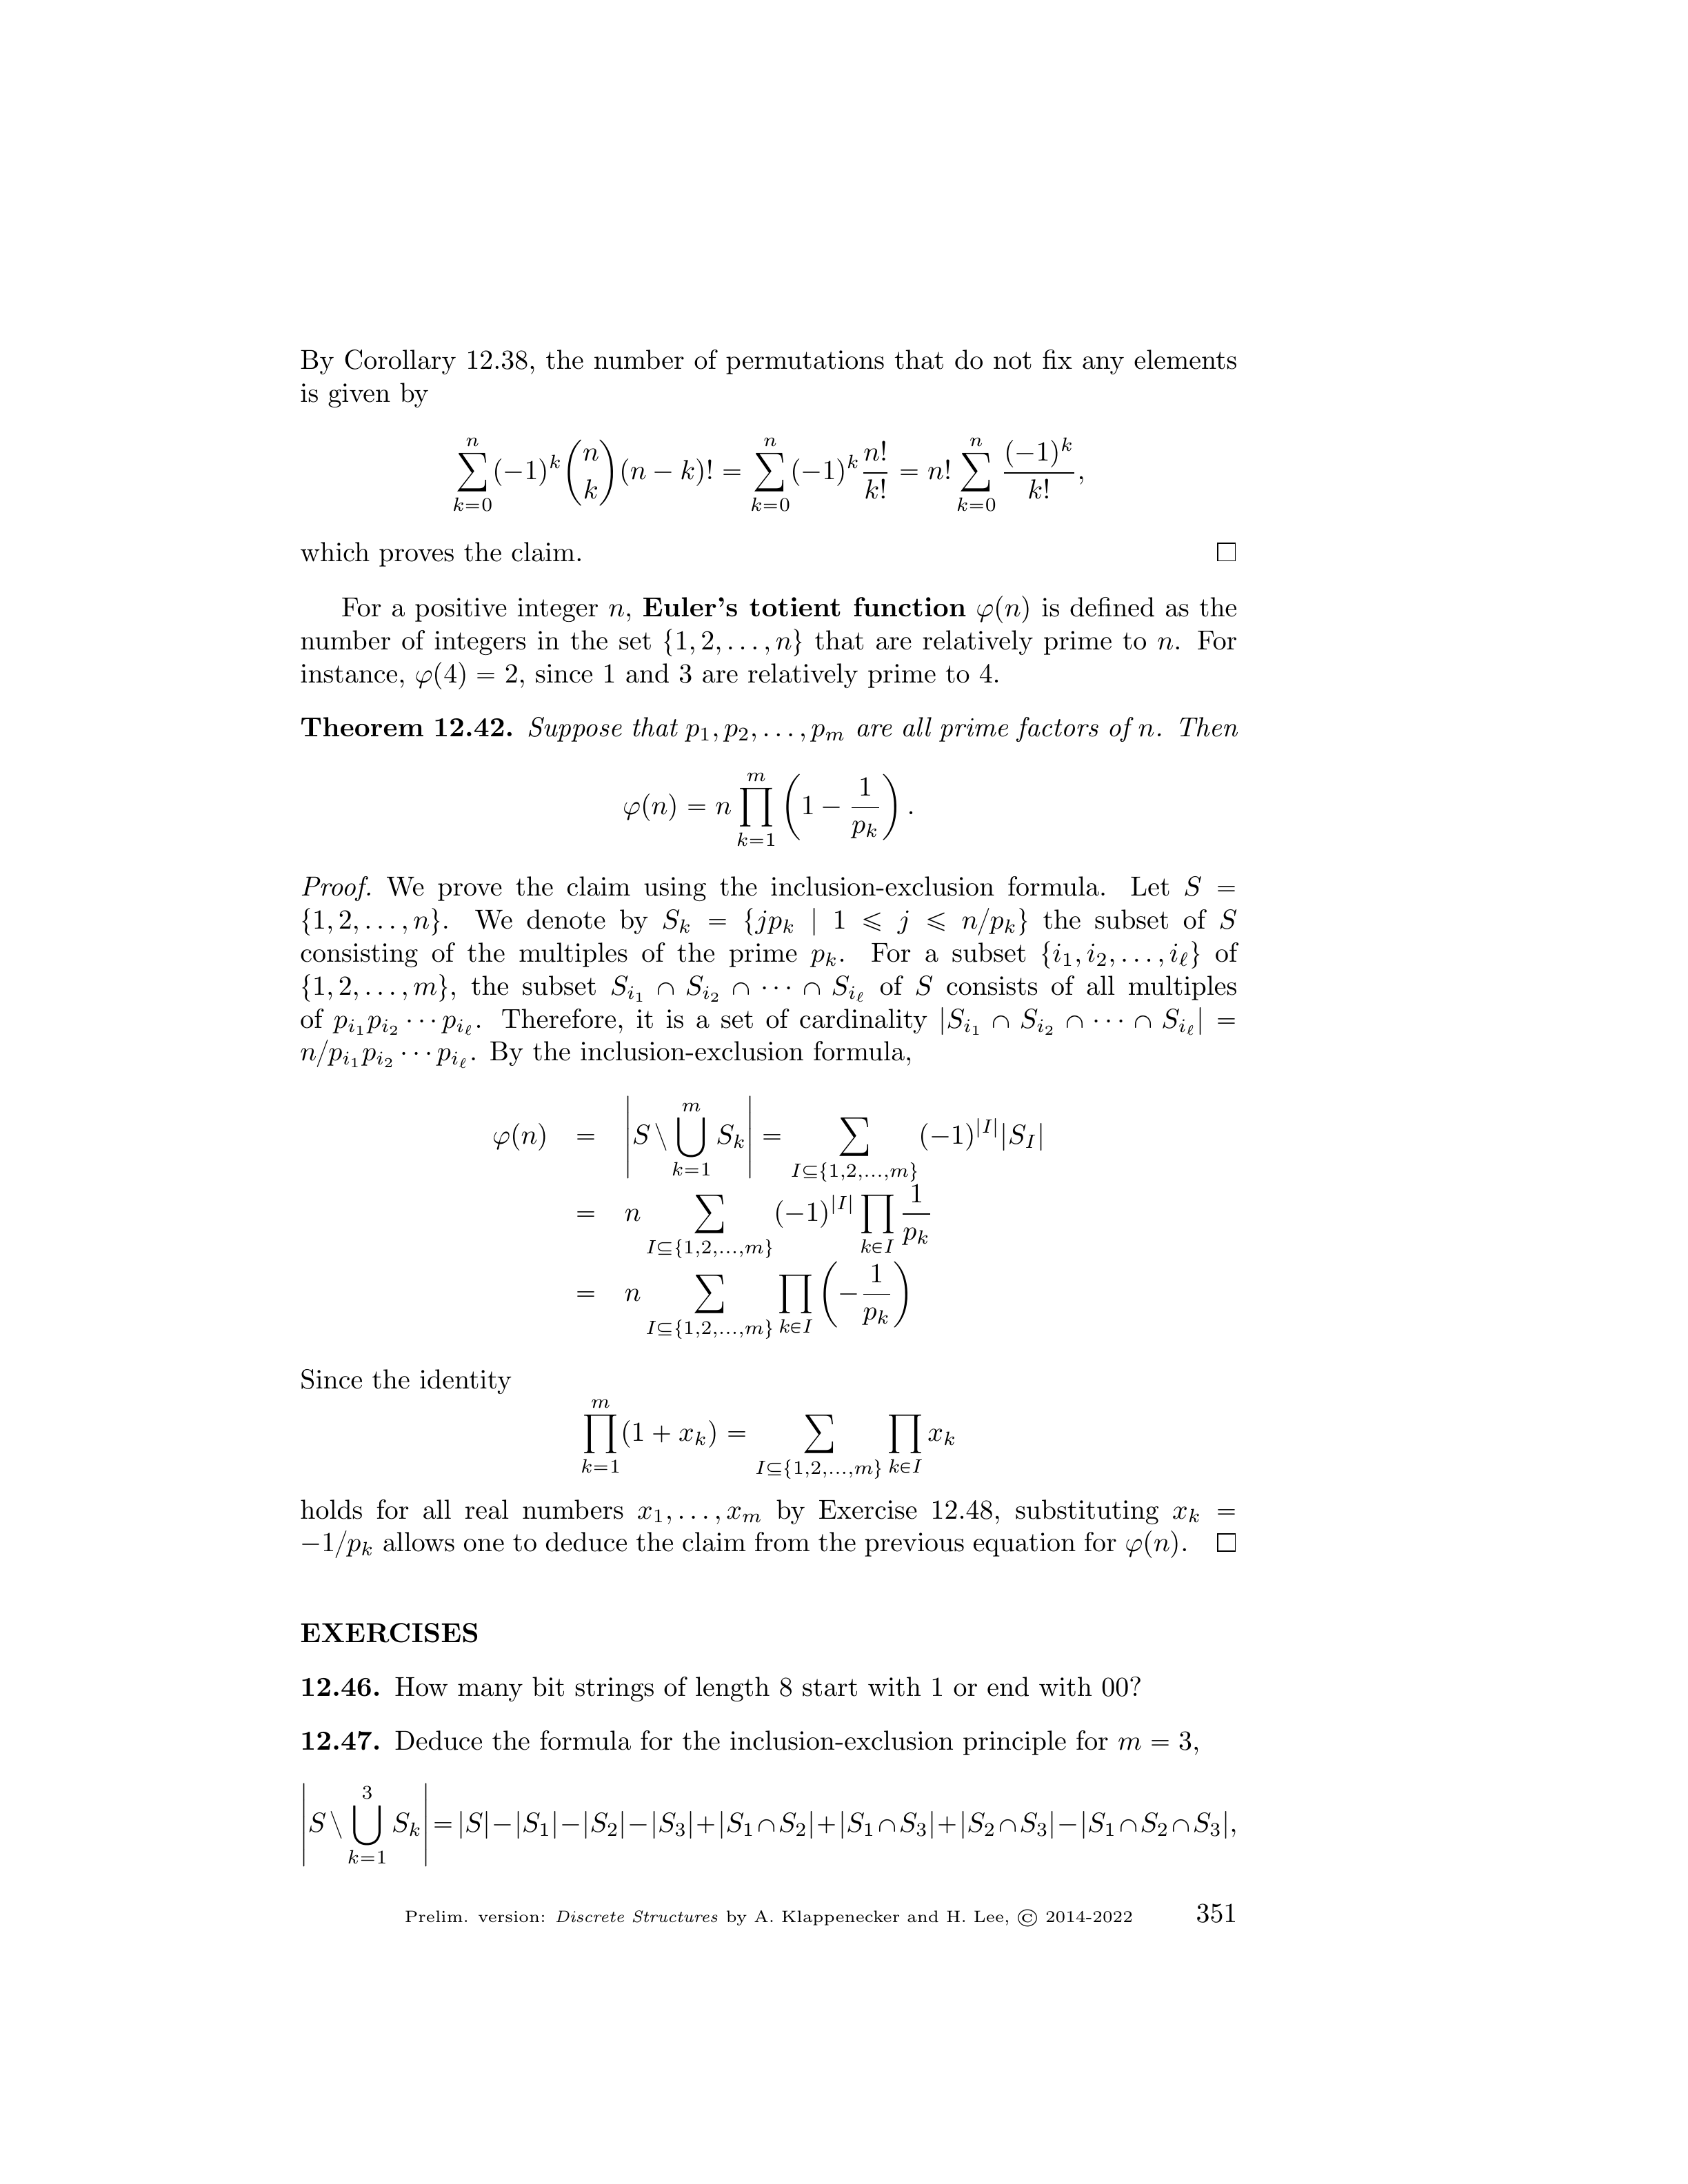 By Corollary 12.38, the number of permutations that do not fix any elements
is given by
$$\sum_{k=0}^{n} (-1)^k \binom{n}{k} (n-k)! = \sum_{k=0}^{n} (-1)^k \frac{n!}{k!} = n! \sum_{k=0}^{n} \frac{(-1)^k}{k!},$$
which proves the claim. □
For a positive integer $n$, Euler's totient function $\varphi(n)$ is defined as the
number of integers in the set $\{1, 2, \ldots, n\}$ that are relatively prime to $n$. For
instance, $\varphi(4) = 2$, since 1 and 3 are relatively prime to 4.
Theorem 12.42. Suppose that $p_1, p_2, \ldots, p_m$ are all prime factors of $n$. Then
$$\varphi(n) = n \prod_{k=1}^{m} \left(1 - \frac{1}{p_k}\right).$$
Proof. We prove the claim using the inclusion-exclusion formula. Let $S =$
$\{1, 2, \ldots, n\}$. We denote by $S_k = \{jp_k \mid 1 \leqslant j \leqslant n/p_k\}$ the subset of $S$
consisting of the multiples of the prime $p_k$. For a subset $\{i_1, i_2, \ldots, i_\ell\}$ of
$\{1, 2, \ldots, m\}$, the subset $S_{i_1} \cap S_{i_2} \cap \cdots \cap S_{i_\ell}$ of $S$ consists of all multiples
of $p_{i_1} p_{i_2} \cdots p_{i_\ell}$. Therefore, it is a set of cardinality $|S_{i_1} \cap S_{i_2} \cap \cdots \cap S_{i_\ell}| =$
$n/p_{i_1} p_{i_2} \cdots p_{i_\ell}$. By the inclusion-exclusion formula,
$$\varphi(n) = \left| S \setminus \bigcup_{k=1}^{m} S_k \right| = \sum_{I \subseteq \{1,2,\ldots,m\}} (-1)^{|I|} |S_I|$$
$$= n \sum_{I \subseteq \{1,2,\ldots,m\}} (-1)^{|I|} \prod_{k \in I} \frac{1}{p_k}$$
$$= n \sum_{I \subseteq \{1,2,\ldots,m\}} \prod_{k \in I} \left(-\frac{1}{p_k}\right)$$
Since the identity
$$\prod_{k=1}^{m} (1 + x_k) = \sum_{I \subseteq \{1,2,\ldots,m\}} \prod_{k \in I} x_k$$
holds for all real numbers $x_1, \ldots, x_m$ by Exercise 12.48, substituting $x_k =$
$-1/p_k$ allows one to deduce the claim from the previous equation for $\varphi(n)$. □
EXERCISES
12.46. How many bit strings of length 8 start with 1 or end with 00?
12.47. Deduce the formula for the inclusion-exclusion principle for $m = 3$,
$$\left| S \setminus \bigcup_{k=1}^{3} S_k \right| = |S| - |S_1| - |S_2| - |S_3| + |S_1 \cap S_2| + |S_1 \cap S_3| + |S_2 \cap S_3| - |S_1 \cap S_2 \cap S_3|,$$
Prelim. version: Discrete Structures by A. Klappenecker and H. Lee, © 2014-2022 351